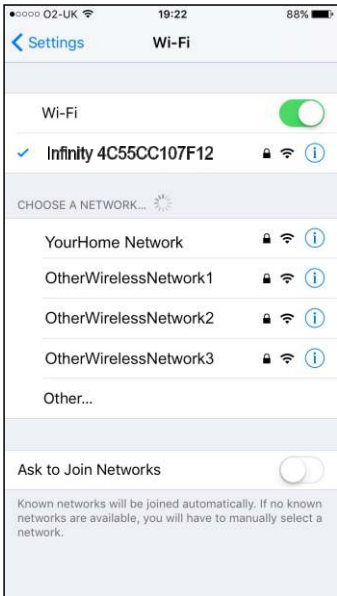 ●○○○○ O2-UK 19:22 88%
Settings Wi-Fi
Wi-Fi
Infinity 4C55CC107F12
CHOOSE A NETWORK...
YourHome Network
OtherWirelessNetwork1
OtherWirelessNetwork2
OtherWirelessNetwork3
Other...
Ask to Join Networks
Known networks will be joined automatically. If no known
networks are available, you will have to manually select a
network.